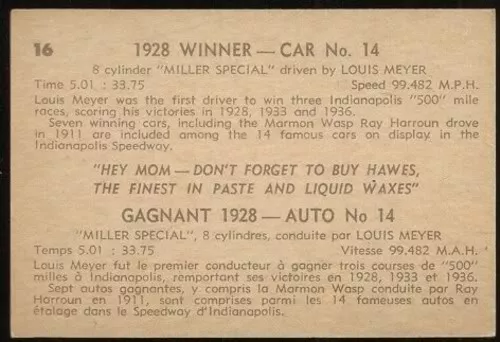 16
1928 WINNER — CAR No. 14
8 cylinder "MILLER SPECIAL" driven by LOUIS MEYER
Time 5.01 : 33.75 Speed 99.482 M.P.H.
Louis Meyer was the first driver to win three Indianapolis "500" mile
races, scoring his victories in 1928, 1933 and 1936.
Seven winning cars, including the Marmon Wasp Ray Harroun drove
in 1911 are included among the 14 famous cars on display in the
Indianapolis Speedway.
"HEY MOM — DON'T FORGET TO BUY HAWES,
THE FINEST IN PASTE AND LIQUID WAXES"
GAGNANT 1928 — AUTO No 14
"MILLER SPECIAL", 8 cylindres, conduite par LOUIS MEYER
Temps 5.01 : 33.75 Vitesse 99.482 M.A.H.
Louis Meyer fut le premier conducteur à gagner trois courses de "500"
milles à Indianapolis, remportant ses victoires en 1928, 1933 et 1936.
Sept autos gagnantes, y compris la Marmon Wasp conduite par Ray
Harroun en 1911, sont comprises parmi les 14 fameuses autos en
étalage dans le Speedway d'Indianapolis.